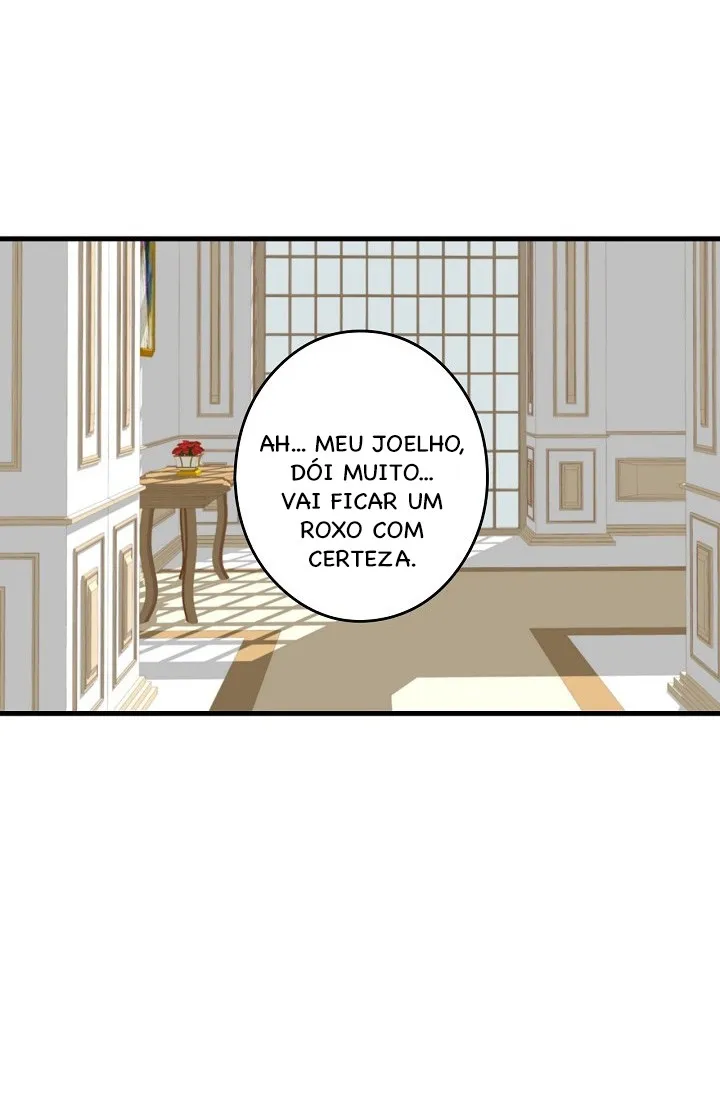 AH... MEU JOELHO,
DÓI MUITO...
VAI FICAR UM
ROXO COM
CERTEZA.